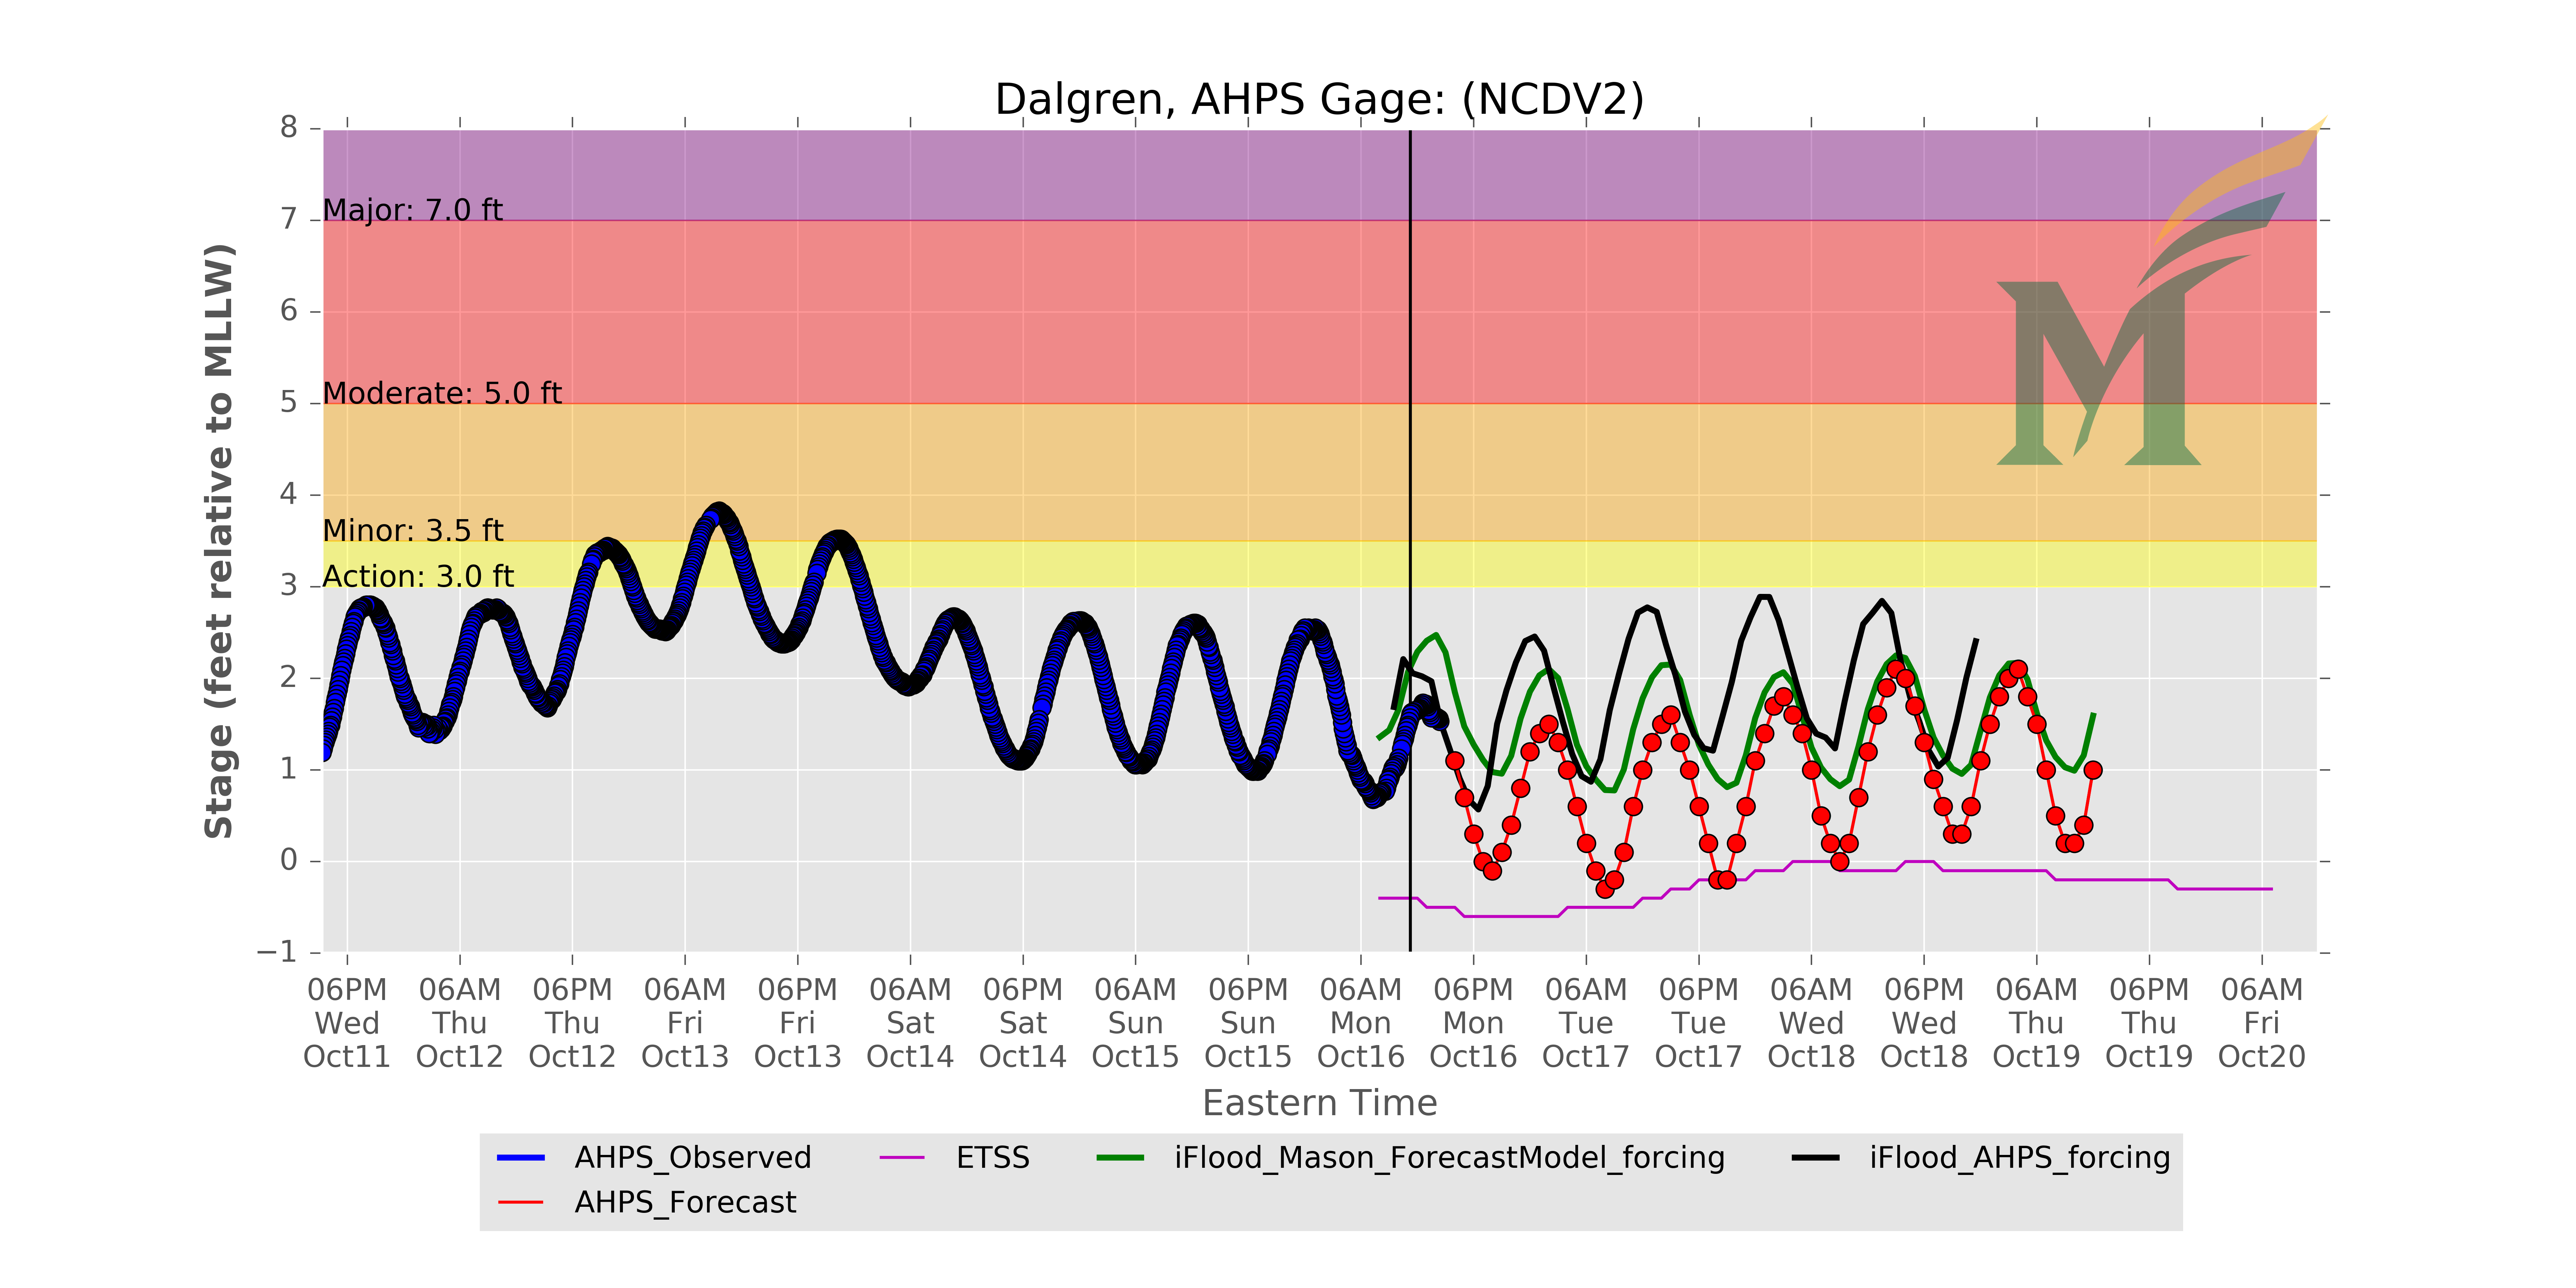 Dalgren, AHPS Gage: (NCDV2)
8
7
6
5
4
3
2
1
0
−1
Stage (feet relative to MLLW)
Major: 7.0 ft
Moderate: 5.0 ft
Minor: 3.5 ft
Action: 3.0 ft
M
06PM 06AM 06PM 06AM 06PM 06AM 06PM 06AM 06PM 06AM 06PM 06AM 06PM 06AM 06PM 06AM 06PM 06AM
Wed Thu Thu Fri Fri Sat Sat Sun Sun Mon Mon Tue Tue Wed Wed Thu Thu Fri
Oct11 Oct12 Oct12 Oct13 Oct13 Oct14 Oct14 Oct15 Oct15 Oct16 Oct16 Oct17 Oct17 Oct18 Oct18 Oct19 Oct19 Oct20
Eastern Time
AHPS_Observed ETSS iFlood_Mason_ForecastModel_forcing iFlood_AHPS_forcing
AHPS_Forecast